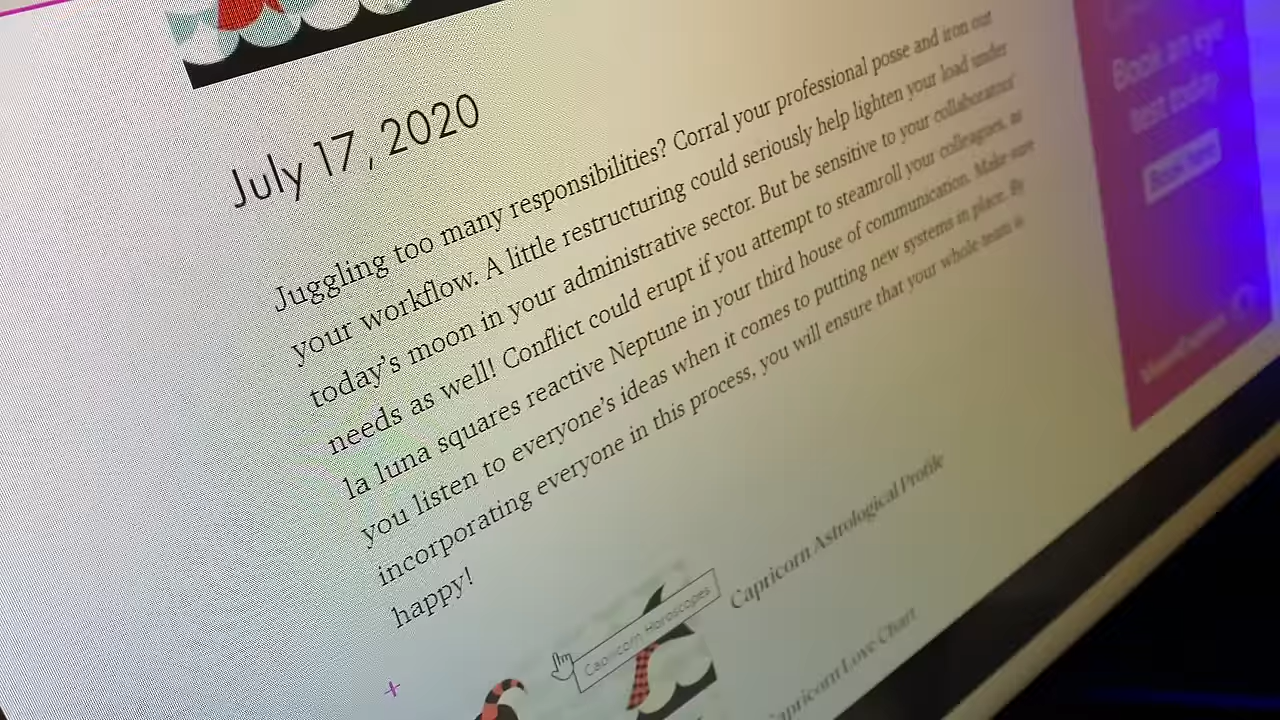 July 17, 2020
Juggling too many responsibilities? Corral your professional posse and iron out
your workflow. A little restructuring could seriously help lighten your load under
today's moon in your administrative sector. But be sensitive to your collaborators'
needs as well! Conflict could erupt if you attempt to steamroll your colleagues, as
la luna squares reactive Neptune in your third house of communication. Make sure
you listen to everyone's ideas when it comes to putting new systems in place. By
incorporating everyone in this process, you will ensure that your whole team is
happy!
Capricorn Horoscopes
Capricorn Astrological Profile
Capricorn Love Chart
Book an eye
test today
Book here